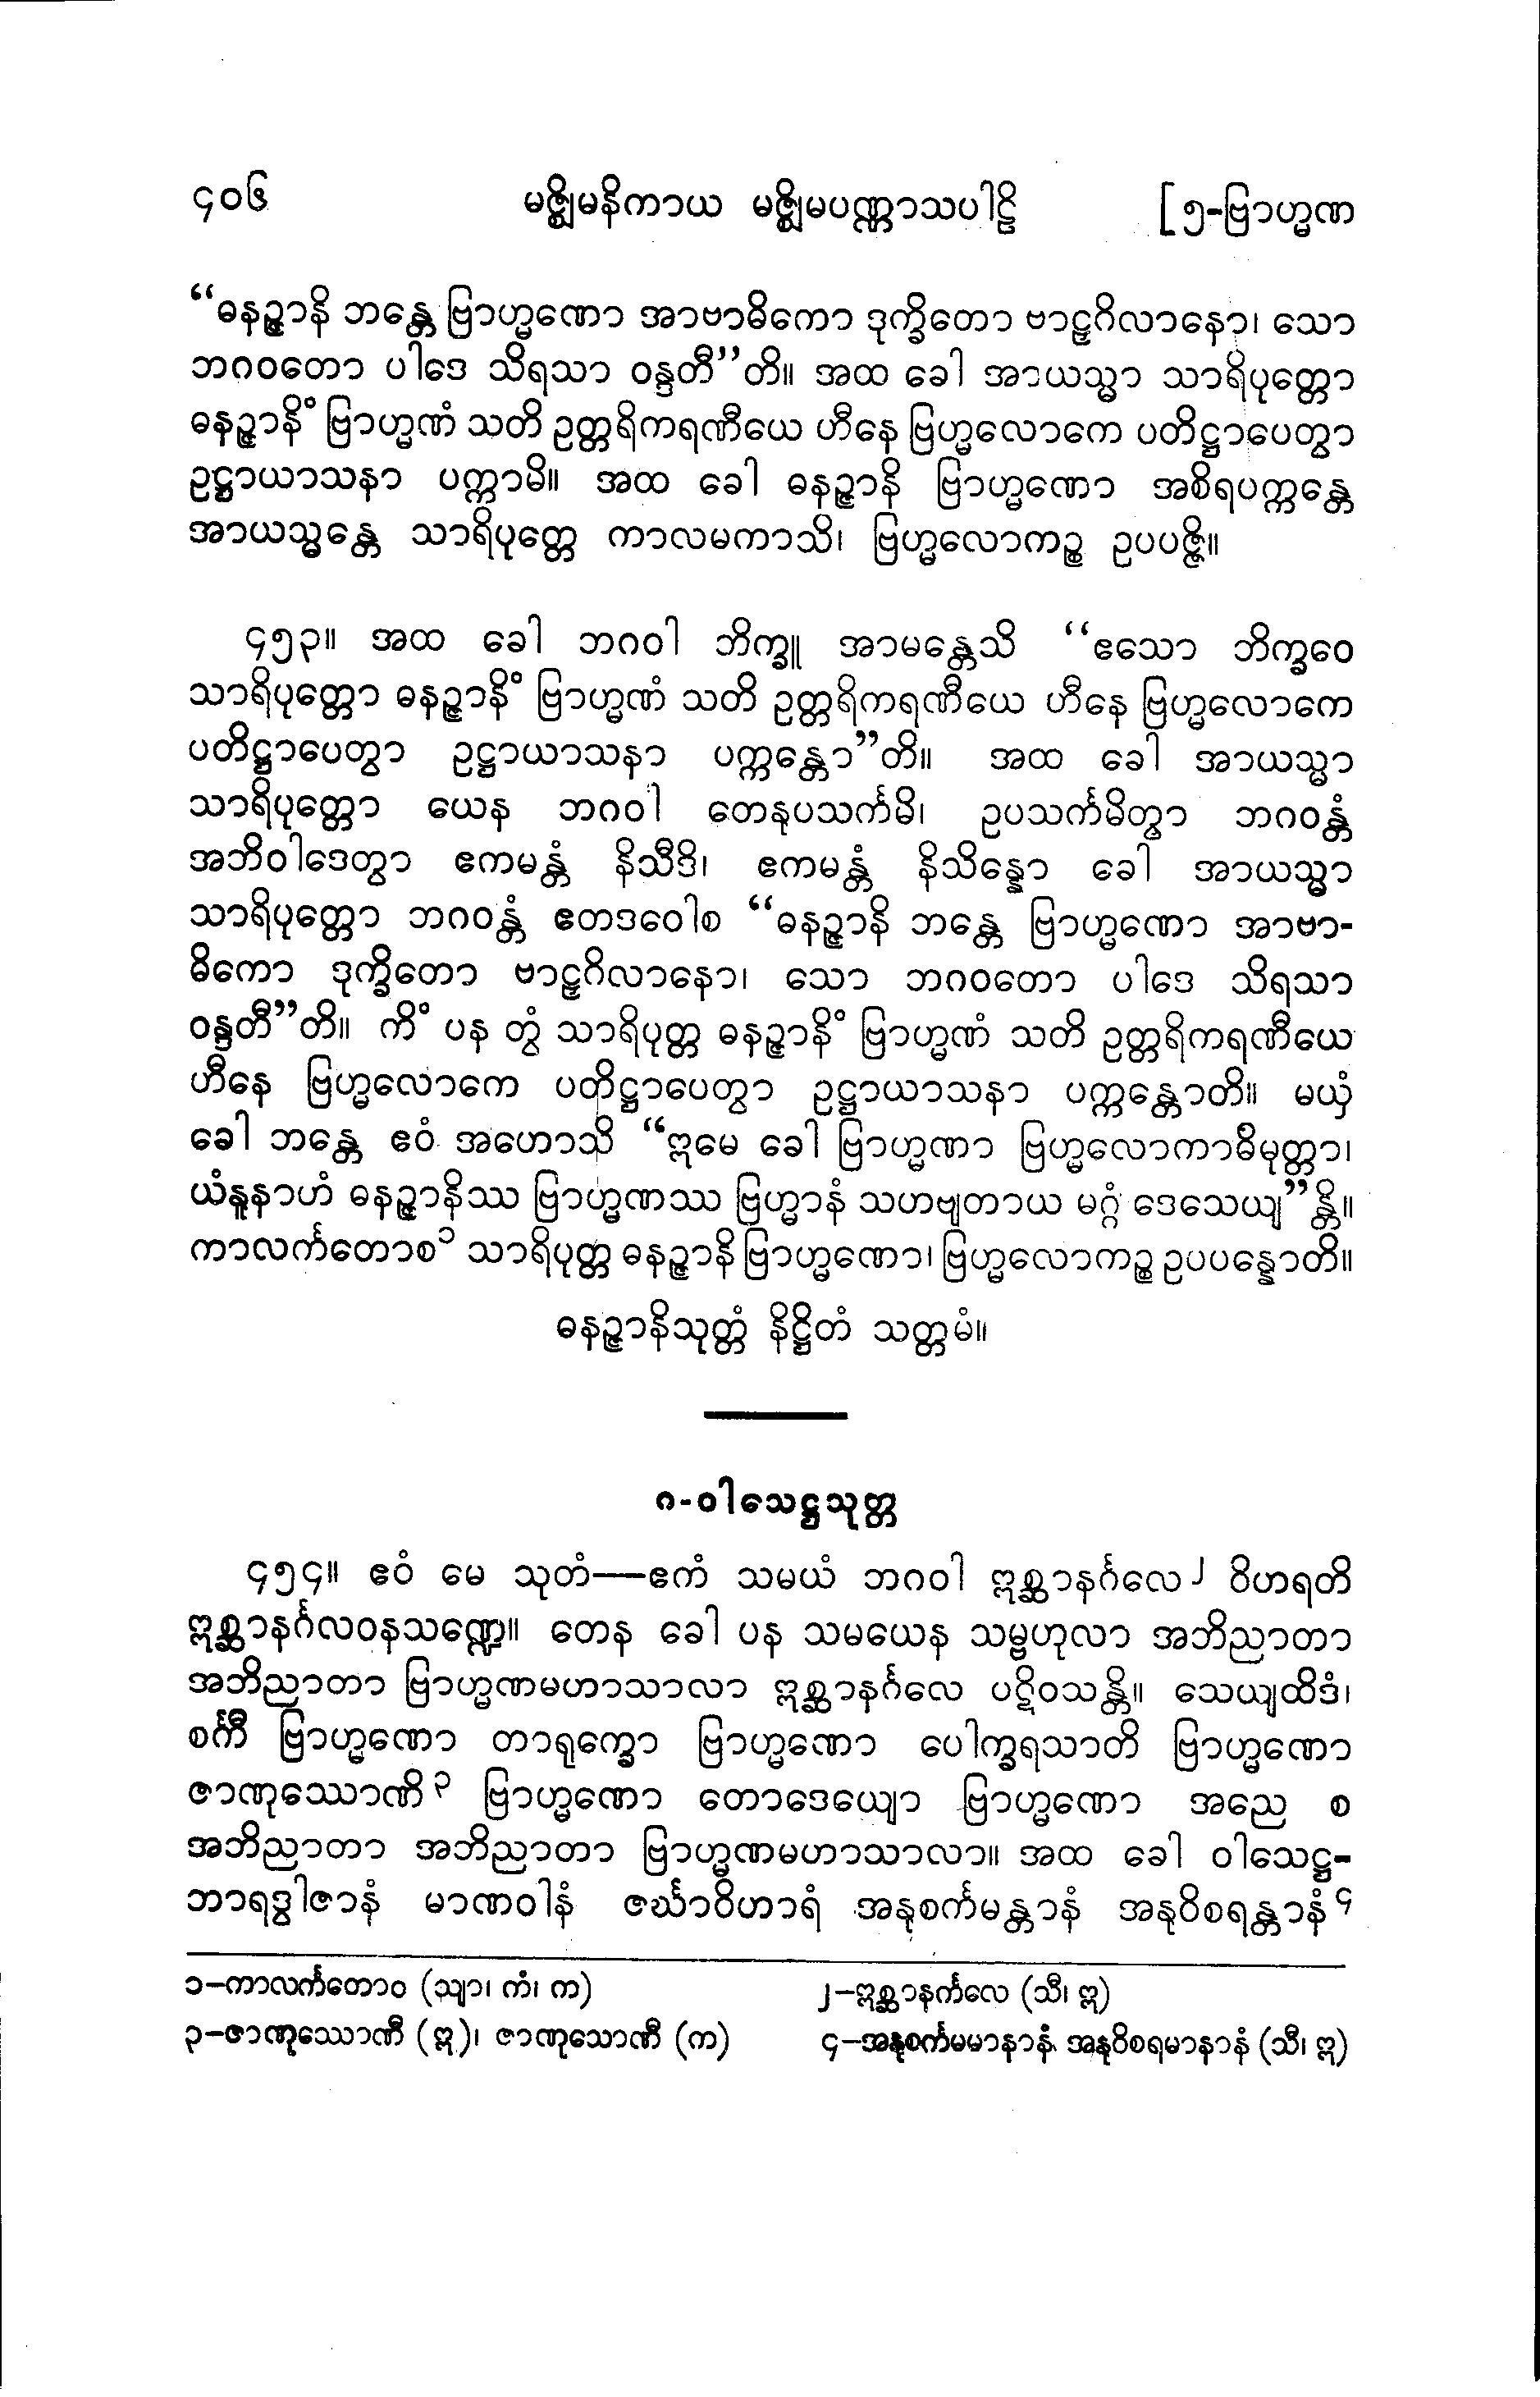 ၄၀၆ မဇ္ဈိမနိကာယ မဇ္ဈိမပဏ္ဏာသပါဠိ [ ၅-ဗြာဟ္မဏ
“ဓနဉ္ဇာနိ ဘန္တေ ဗြာဟ္မဏော အာဗာဓိကော ဒုက္ခိတော ဗာဠှဂိလာနော၊ သော
ဘဂဝတော ပါဒေ သိရသာ ဝန္ဒတီ”တိ။ အထ ခေါ အာယသ္မာ သာရိပုတ္တော
ဓနဉ္ဇာနိံ ဗြာဟ္မဏံ သတိ ဥတ္တရိကရဏီယေ ဟီနေ ဗြဟ္မလောကေ ပတိဋ္ဌာပေတွာ
ဥဋ္ဌာယာသနာ ပက္ကာမိ။ အထ ခေါ ဓနဉ္ဇာနိ ဗြာဟ္မဏော အစိရပက္ကန္တေ
အာယသ္မန္တေ သာရိပုတ္တေ ကာလမကာသိ၊ ဗြဟ္မလောကဉ္စ ဥပပဇ္ဇိ။
၄၅၃။ အထ ခေါ ဘဂဝါ ဘိက္ခူ အာမန္တေသိ “ဧသော ဘိက္ခဝေ
သာရိပုတ္တော ဓနဉ္ဇာနိံ ဗြာဟ္မဏံ သတိ ဥတ္တရိကရဏီယေ ဟီနေ ဗြဟ္မလောကေ
ပတိဋ္ဌာပေတွာ ဥဋ္ဌာယာသနာ ပက္ကန္တော”တိ။ အထ ခေါ အာယသ္မာ
သာရိပုတ္တော ယေန ဘဂဝါ တေနုပသင်္ကမိ၊ ဥပသင်္ကမိတွာ ဘဂဝန္တံ
အဘိဝါဒေတွာ ဧကမန္တံ နိသီဒိ၊ ဧကမန္တံ နိသိန္နော ခေါ အာယသ္မာ
သာရိပုတ္တော ဘဂဝန္တံ ဧတဒဝေါစ “ဓနဉ္ဇာနိ ဘန္တေ ဗြာဟ္မဏော အာဗာ-
ဓိကော ဒုက္ခိတော ဗာဠှဂိလာနော၊ သော ဘဂဝတော ပါဒေ သိရသာ
ဝန္ဒတီ”တိ။ ကိံ ပန တွံ သာရိပုတ္တ ဓနဉ္ဇာနိံ ဗြာဟ္မဏံ သတိ ဥတ္တရိကရဏီယေ
ဟီနေ ဗြဟ္မလောကေ ပတိဋ္ဌာပေတွာ ဥဋ္ဌာယာသနာ ပက္ကန္တောတိ။ မယှံ
ခေါ ဘန္တေ ဧဝံ အဟောသိ “ဣမေ ခေါ ဗြာဟ္မဏာ ဗြဟ္မလောကာဓိမုတ္တာ၊
ယံနူနာဟံ ဓနဉ္ဇာနိဿ ဗြာဟ္မဏဿ ဗြဟ္မာနံ သဟဗျတာယ မဂ္ဂံ ဒေသေယျ”န္တိ။
ကာလင်္ကတောစ၁ သာရိပုတ္တ ဓနဉ္ဇာနိ ဗြာဟ္မဏော၊ ဗြဟ္မလောကဉ္စ ဥပပန္နောတိ။
ဓနဉ္ဇာနိသုတ္တံ နိဋ္ဌိတံ သတ္တမံ။
၈-ဝါသေဋ္ဌသုတ္တ
၄၅၄။ ဧဝံ မေ သုတံ—ဧကံ သမယံ ဘဂဝါ ဣစ္ဆာနင်္ဂလေ၂ ဝိဟရတိ
ဣစ္ဆာနင်္ဂလဝနသဏ္ဍေ။ တေန ခေါ ပန သမယေန သမ္ဗဟုလာ အဘိညာတာ
အဘိညာတာ ဗြာဟ္မဏမဟာသာလာ ဣစ္ဆာနင်္ဂလေ ပဋိဝသန္တိ။ သေယျထိဒံ၊
စင်္ကီ ဗြာဟ္မဏော တာရုက္ခော ဗြာဟ္မဏော ပေါက္ခရသာတိ ဗြာဟ္မဏော
ဇာဏုဿောဏိ၃ ဗြာဟ္မဏော တောဒေယျော ဗြာဟ္မဏော အညေ စ
အဘိညာတာ အဘိညာတာ ဗြာဟ္မဏမဟာသာလာ။ အထ ခေါ ဝါသေဋ္ဌ-
ဘာရဒွါဇာနံ မာဏဝါနံ ဇင်္ဃာဝိဟာရံ အနုစင်္ကမန္တာနံ အနုဝိစရန္တာနံ၄
၁-ကာလင်္ကတောဝ (သျာ၊ ကံ၊ က) ၂-ဣစ္ဆာနင်္ကလေ (သီ၊ ဣ)
၃-ဇာဏုဿောဏီ (ဣ)၊ ဇာဏုသောဏီ (က) ၄-အနုစင်္ကမမာနာနံ အနုဝိစရမာနာနံ (သီ၊ ဣ)